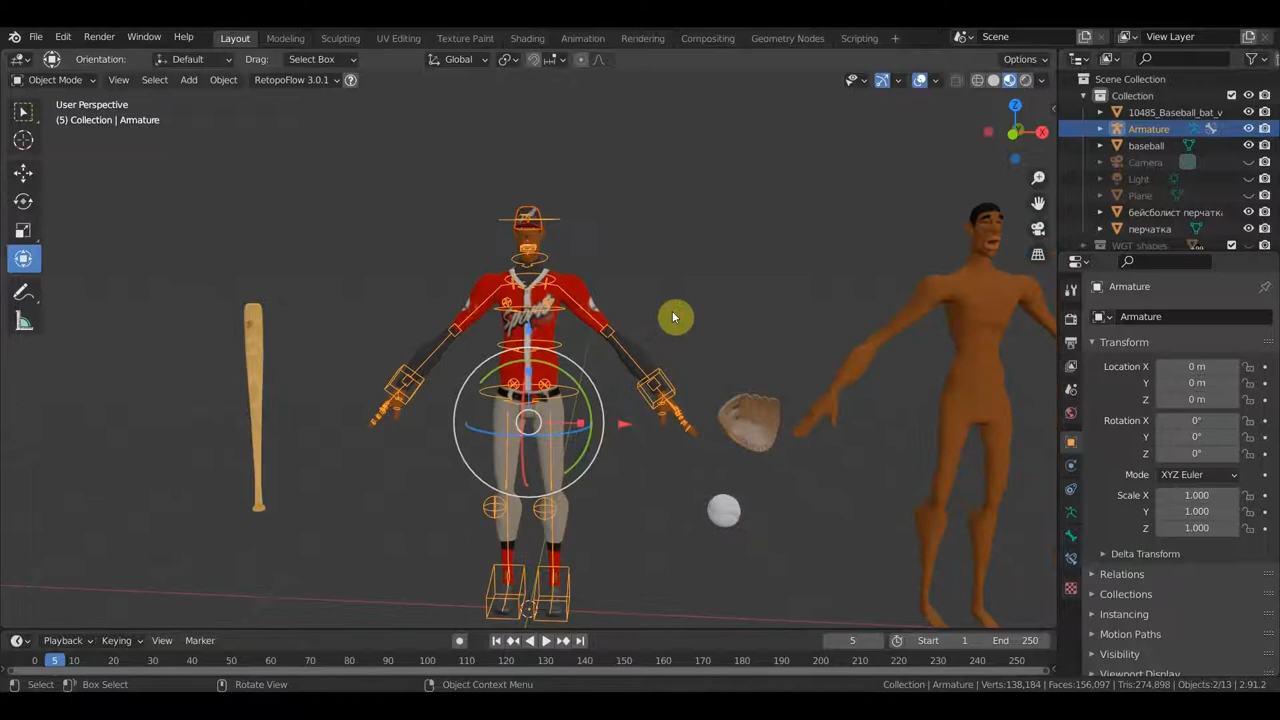 File Edit Render Window Help Layout Modeling Sculpting UV Editing Texture Paint Shading Animation Rendering Compositing Geometry Nodes Scripting Scene View Layer
Orientation: Default Drag: Select Box Global Options
Object Mode View Select Add Object RetopoFlow 3.0.1
User Perspective
(5) Collection | Armature
Sports
Z
X
Scene Collection
Collection
10485_Baseball_bat_v
Armature
baseball
Camera
Light
Plane
бейсболист перчатка
перчатка
WGT shapes
Armature
Armature
Transform
Location X 0 m
Y 0 m
Z 0 m
Rotation X 0°
Y 0°
Z 0°
Mode XYZ Euler
Scale X 1.000
Y 1.000
Z 1.000
Delta Transform
Relations
Collections
Instancing
Motion Paths
Visibility
Viewport Display
Playback Keying View Marker 5 Start 1 End 250
0 5 10 20 30 40 50 60 70 80 90 100 110 120 130 140 150 160 170 180 190 200 210 220 230 240 250
Select Box Select Rotate View Object Context Menu Collection | Armature | Verts:138,184 | Faces:156,097 | Tris:274,898 | Objects:2/13 | 2.91.2